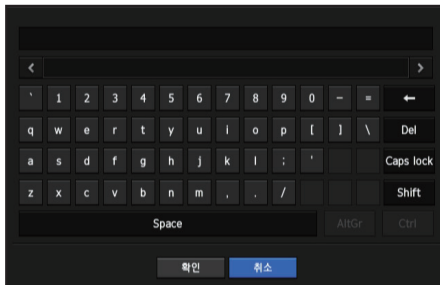 < >
` 1 2 3 4 5 6 7 8 9 0 - = ←
q w e r t y u i o p [ ] \ Del
a s d f g h j k l ; ' Caps lock
z x c v b n m , . / Shift
Space AltGr Ctrl
확인 취소